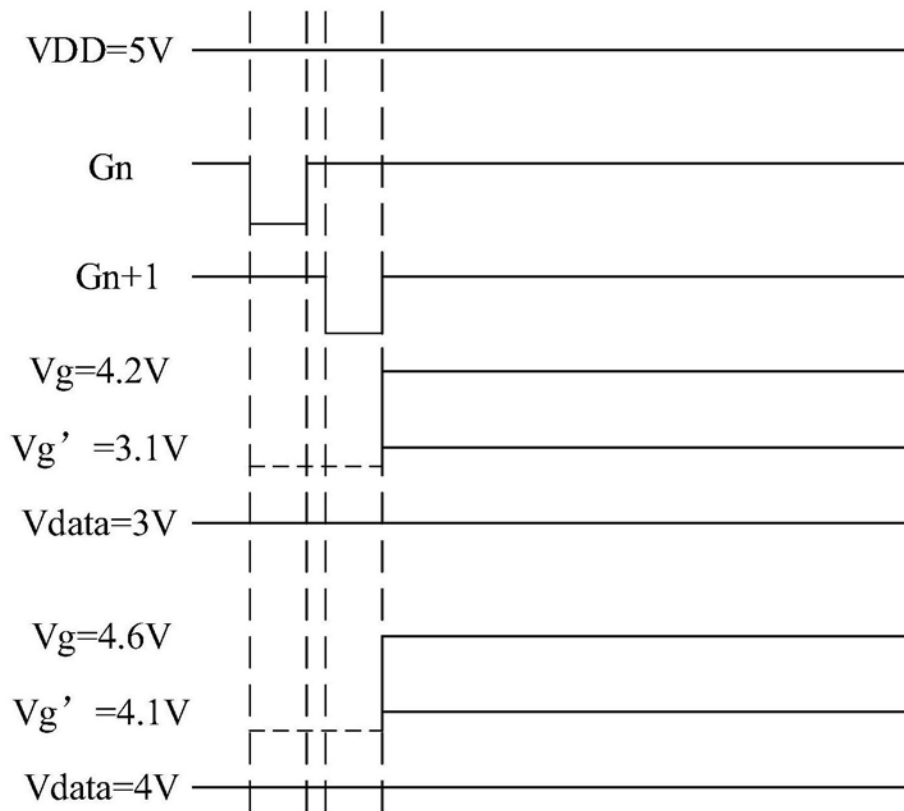 VDD=5V
Gn
Gn+1
Vg=4.2V
Vg’ =3.1V
Vdata=3V
Vg=4.6V
Vg’ =4.1V
Vdata=4V